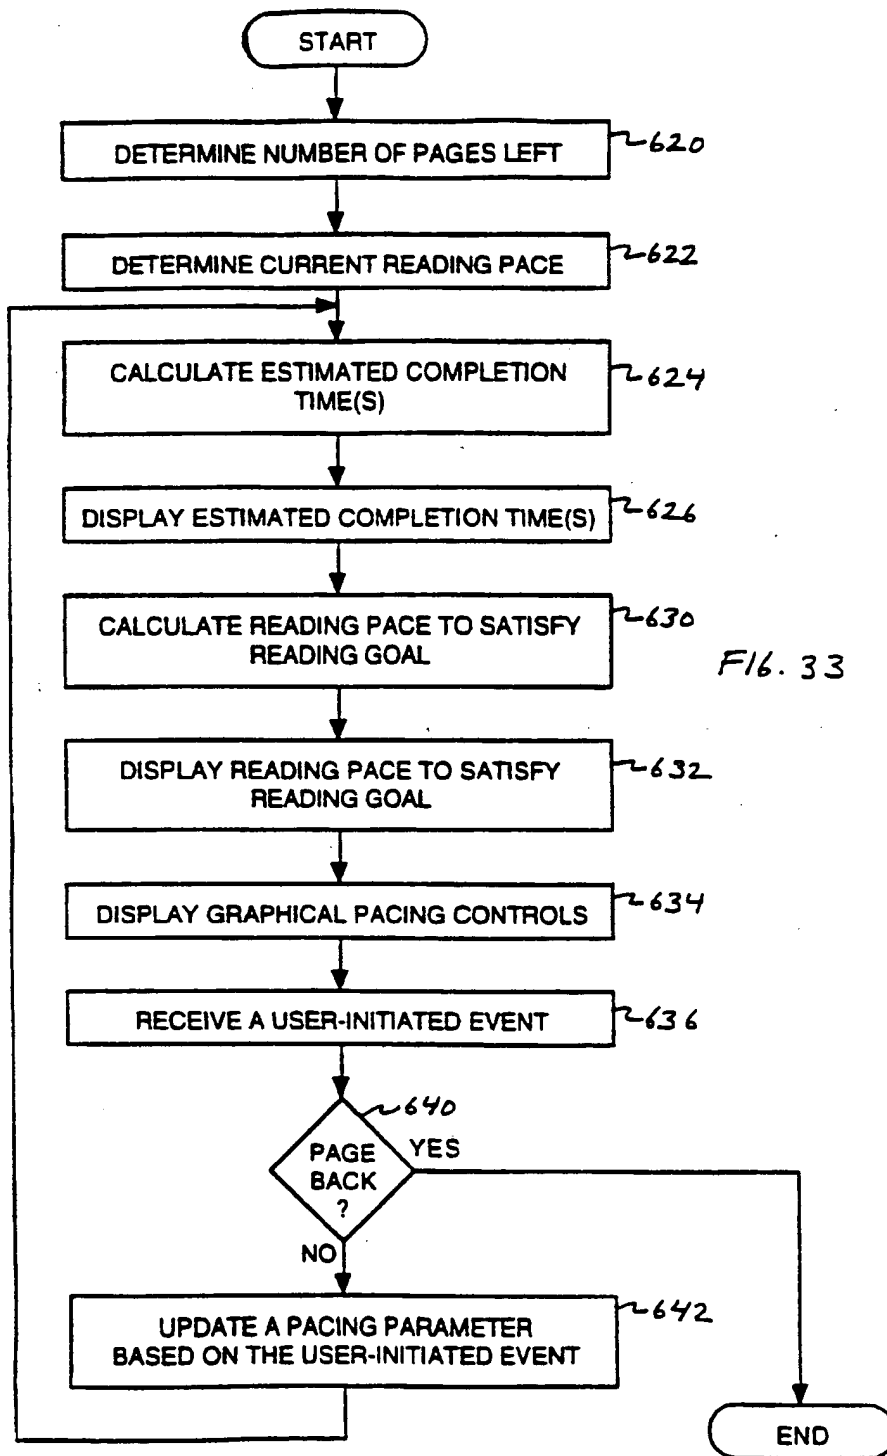 START
DETERMINE NUMBER OF PAGES LEFT
620
DETERMINE CURRENT READING PACE
622
CALCULATE ESTIMATED COMPLETION
TIME(S)
624
DISPLAY ESTIMATED COMPLETION TIME(S)
626
CALCULATE READING PACE TO SATISFY
READING GOAL
630
FIG. 33
DISPLAY READING PACE TO SATISFY
READING GOAL
632
DISPLAY GRAPHICAL PACING CONTROLS
634
RECEIVE A USER-INITIATED EVENT
636
640
PAGE
BACK
?
YES
NO
UPDATE A PACING PARAMETER
BASED ON THE USER-INITIATED EVENT
642
END